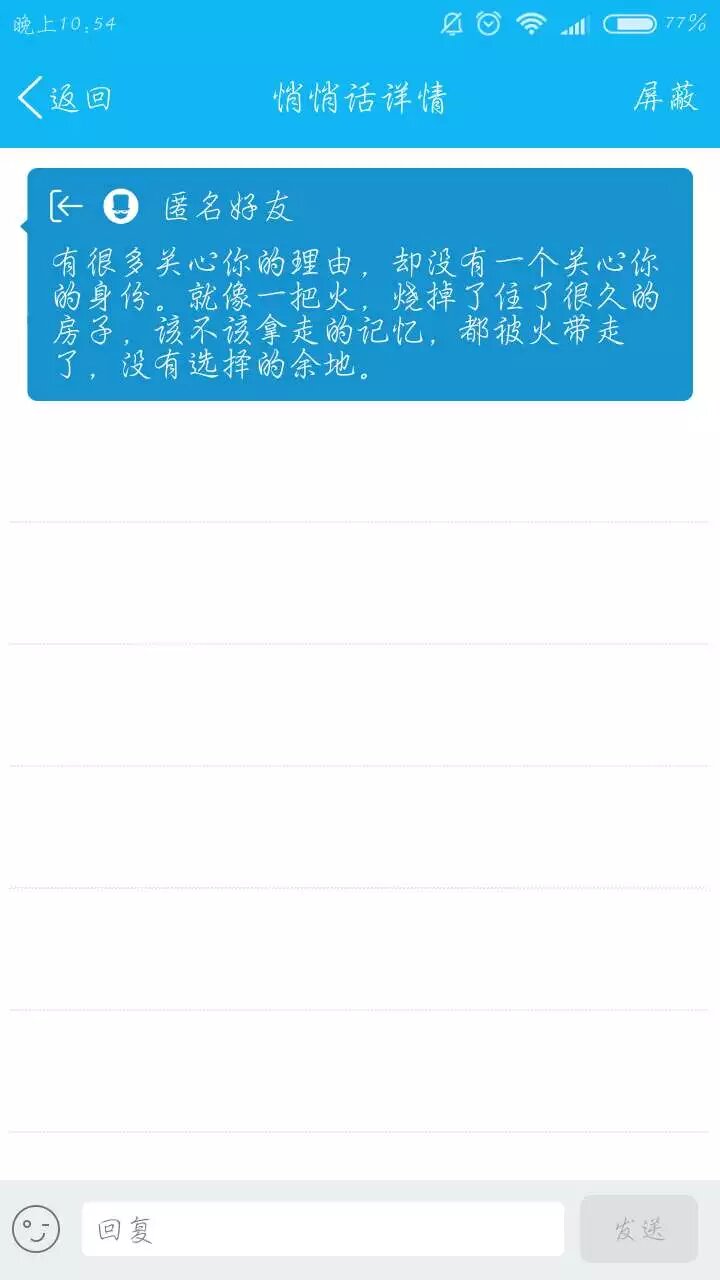 晚上10:54 77%
返回 悄悄话详情 屏蔽
匿名好友
有很多关心你的理由，却没有一个关心你
的身份。就像一把火，烧掉了住了很久的
房子，该不该拿走的记忆，都被火带走
了，没有选择的余地。
回复 发送